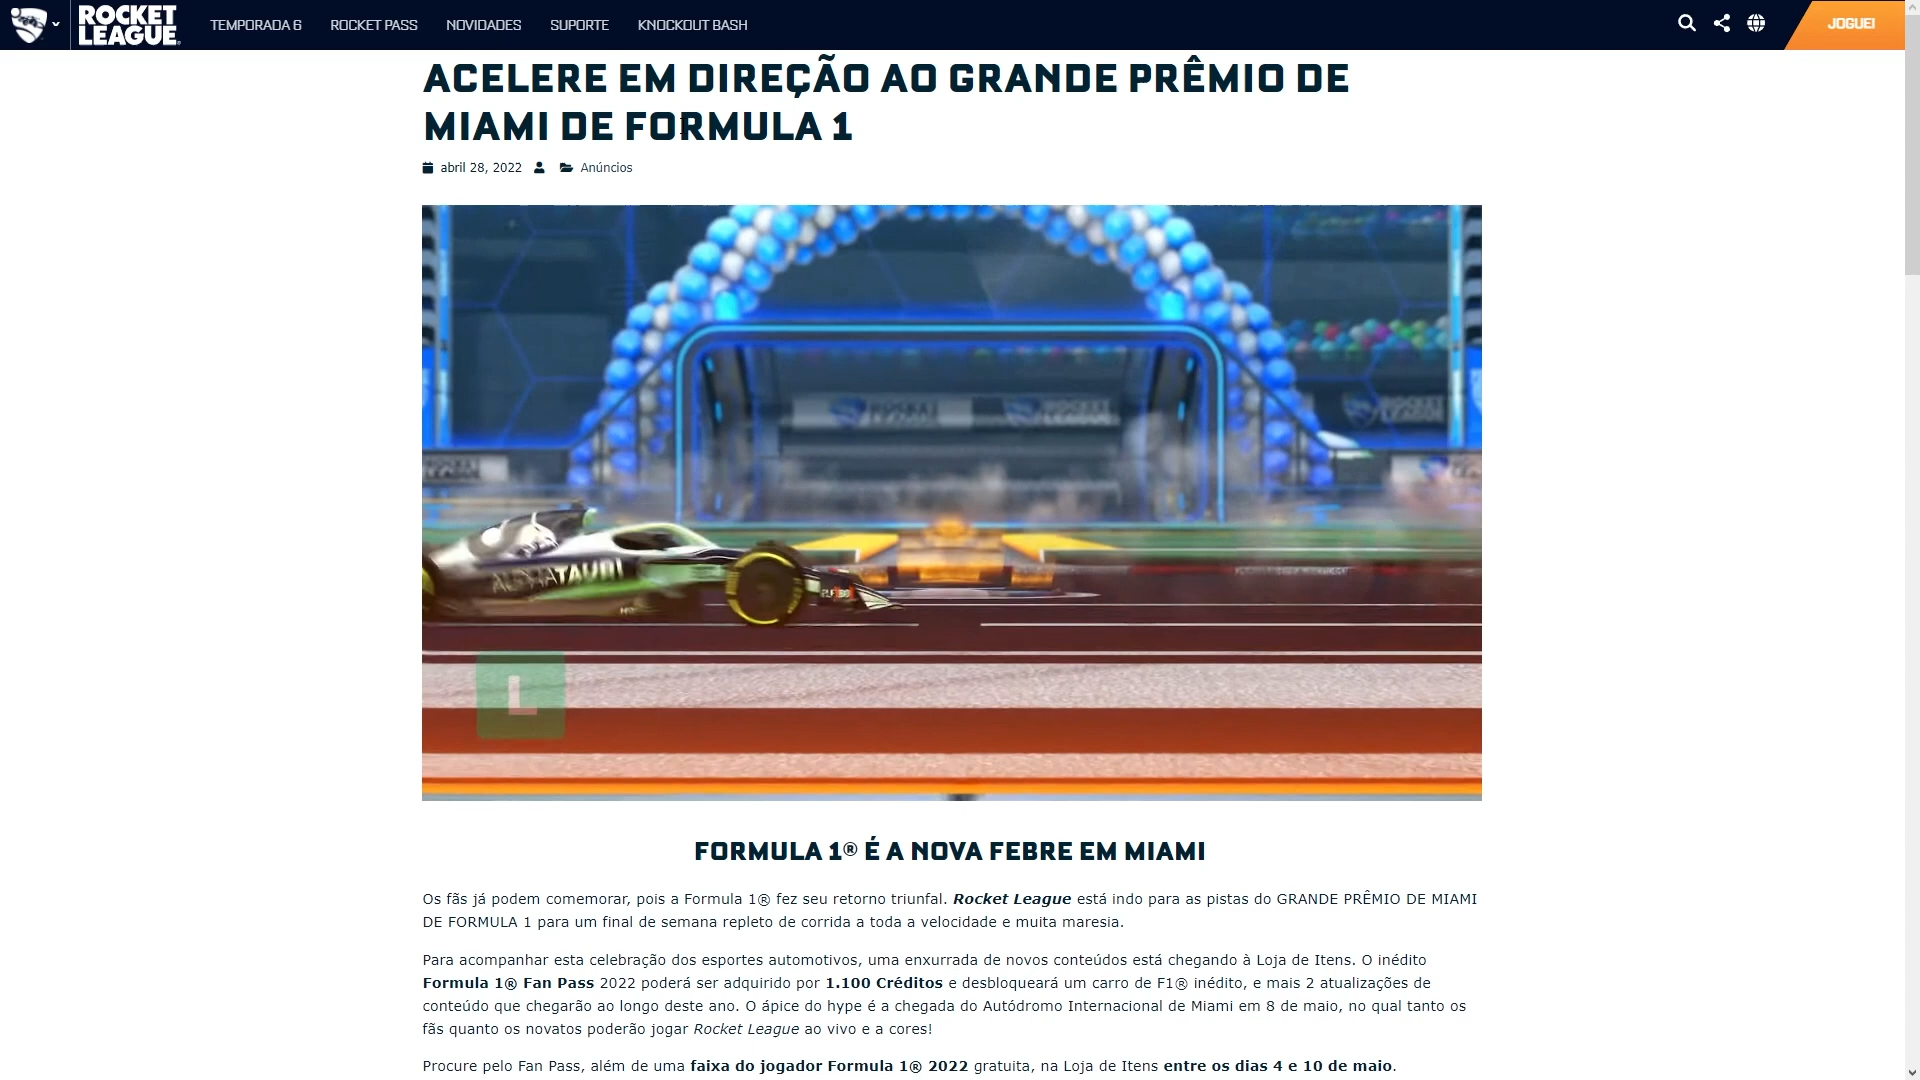 ROCKET
LEAGUE
TEMPORADA 6
ROCKET PASS
NOVIDADES
SUPORTE
KNOCKOUT BASH
JOGUE!
ACELERE EM DIREÇÃO AO GRANDE PRÊMIO DE
MIAMI DE FORMULA 1
abril 28, 2022
Anúncios
ROCKET
LEAGUE
ROCKET
LEAGUE
ROCKET
LEAGUE
ROCKET
LEAGUE
ALPHATAURI
L
FORMULA 1® É A NOVA FEBRE EM MIAMI
Os fãs já podem comemorar, pois a Formula 1® fez seu retorno triunfal. Rocket League está indo para as pistas do GRANDE PRÊMIO DE MIAMI
DE FORMULA 1 para um final de semana repleto de corrida a toda a velocidade e muita maresia.
Para acompanhar esta celebração dos esportes automotivos, uma enxurrada de novos conteúdos está chegando à Loja de Itens. O inédito
Formula 1® Fan Pass 2022 poderá ser adquirido por 1.100 Créditos e desbloqueará um carro de F1® inédito, e mais 2 atualizações de
conteúdo que chegarão ao longo deste ano. O ápice do hype é a chegada do Autódromo Internacional de Miami em 8 de maio, no qual tanto os
fãs quanto os novatos poderão jogar Rocket League ao vivo e a cores!
Procure pelo Fan Pass, além de uma faixa do jogador Formula 1® 2022 gratuita, na Loja de Itens entre os dias 4 e 10 de maio.